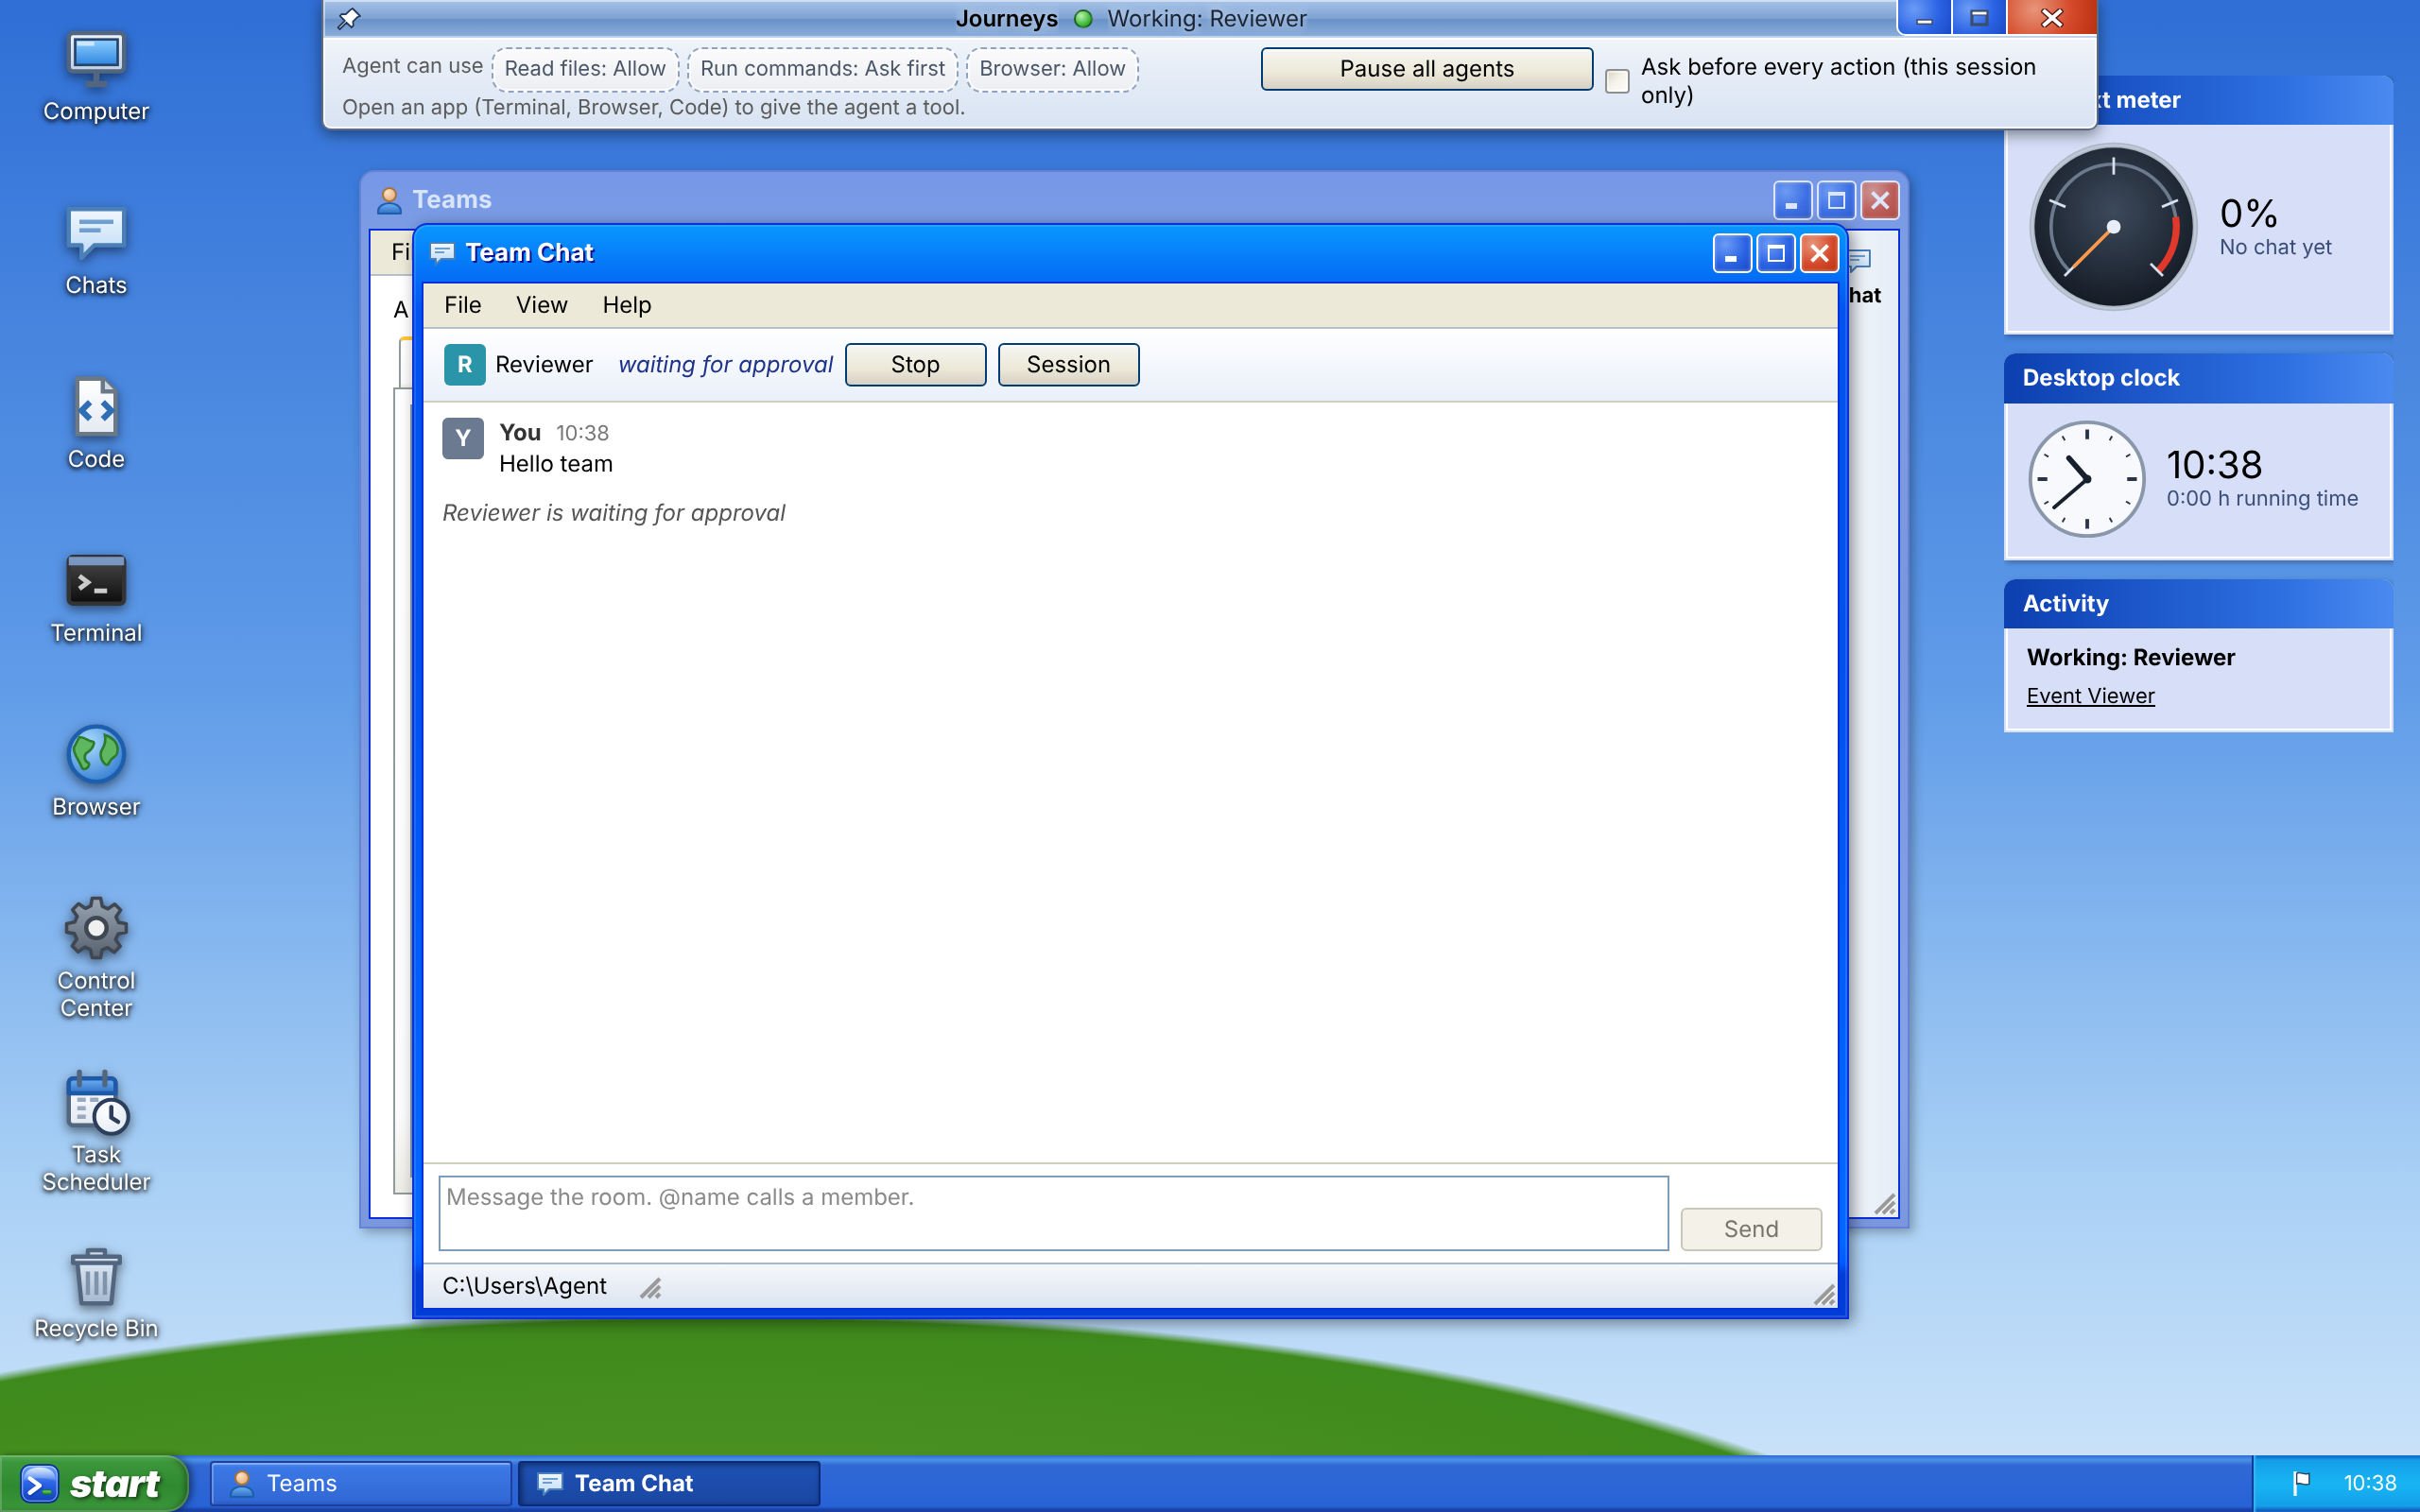 Journeys Working: Reviewer
Agent can use Read files: Allow Run commands: Ask first Browser: Allow
Open an app (Terminal, Browser, Code) to give the agent a tool.
Pause all agents
Ask before every action (this session
only)
Computer
Chats
Code
Terminal
Browser
Control
Center
Task
Scheduler
Recycle Bin
Teams
Fi
A
hat
Team Chat
File View Help
R Reviewer waiting for approval Stop Session
Y You 10:38
Hello team
Reviewer is waiting for approval
Message the room. @name calls a member.
Send
C:\Users\Agent
t meter
0%
No chat yet
Desktop clock
10:38
0:00 h running time
Activity
Working: Reviewer
Event Viewer
start Teams Team Chat 10:38